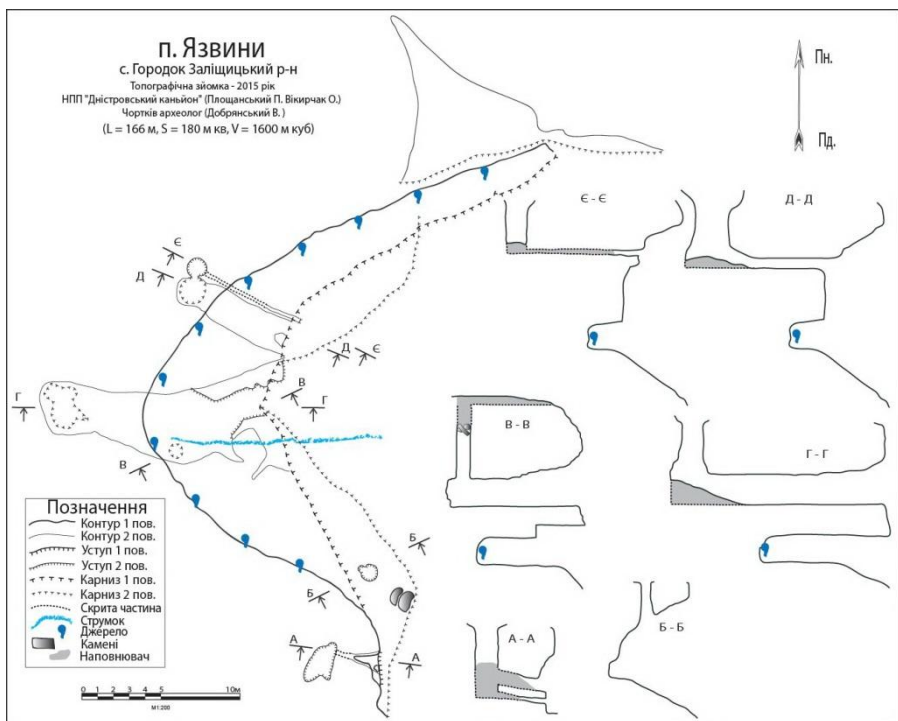 п. Язвини
с. Городок Заліщицький р-н
Топографічна зйомка - 2015 рік
НПП "Дністровський каньйон" (Площанський П. Вікирчак О.)
Чортків археолог (Добрянський В. )
(L = 166 м, S = 180 м кв, V = 1600 м куб)
Пн.
Пд.
Є - Є
Д - Д
Є
Д
Д
Є
В
Г
Г
В
В - В
Г - Г
Б
Б
А
А
А - А
Б - Б
Позначення
Контур 1 пов.
Контур 2 пов.
Уступ 1 пов.
Уступ 2 пов.
Карниз 1 пов.
Карниз 2 пов.
Скрита частина
Струмок
Джерело
Камені
Наповнювач
0 1 2 3 4 5 10м
М1:200